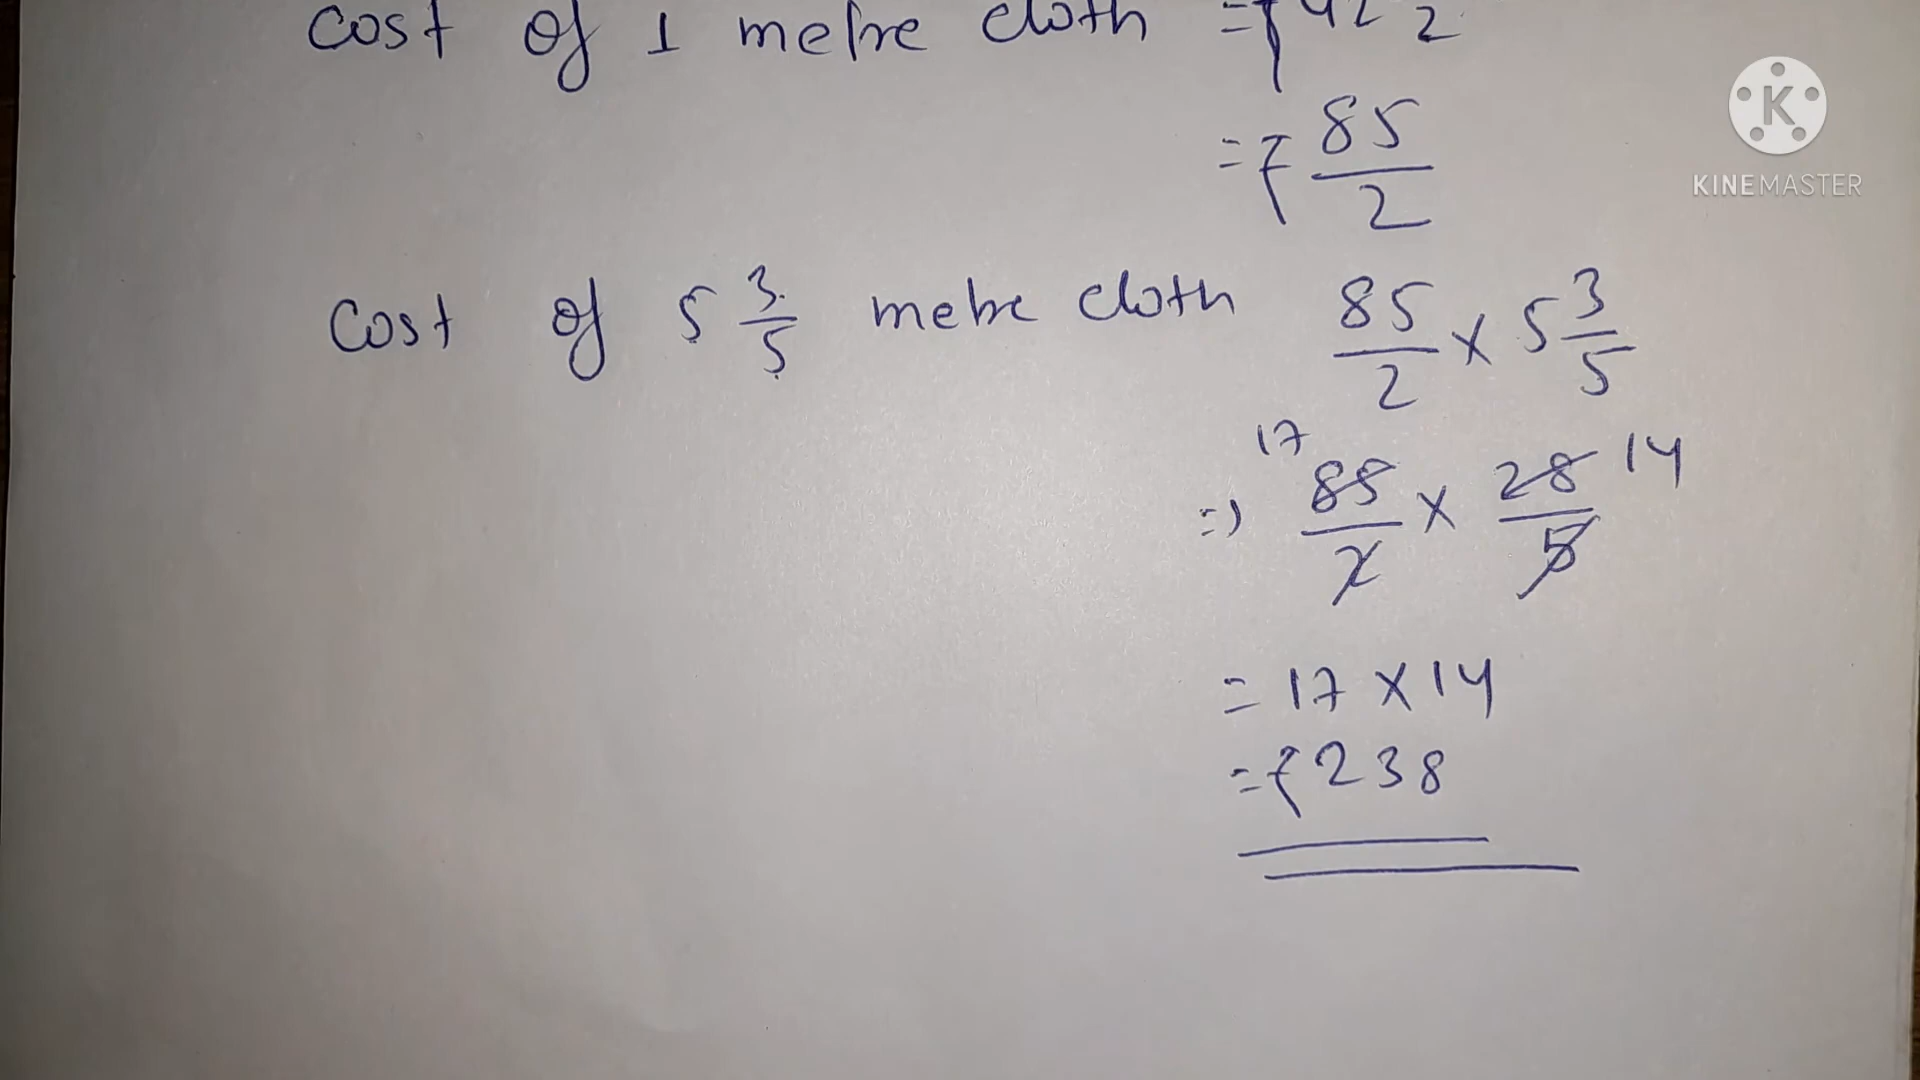 Cost of 1 metre cloth = ₹ 42 2
= ₹ 85/2
KINEMASTER
Cost of 5 3/5 metre cloth 85/2 × 5 3/5
17 14
=> 85/2 × 28/5
= 17 × 14
= ₹ 238